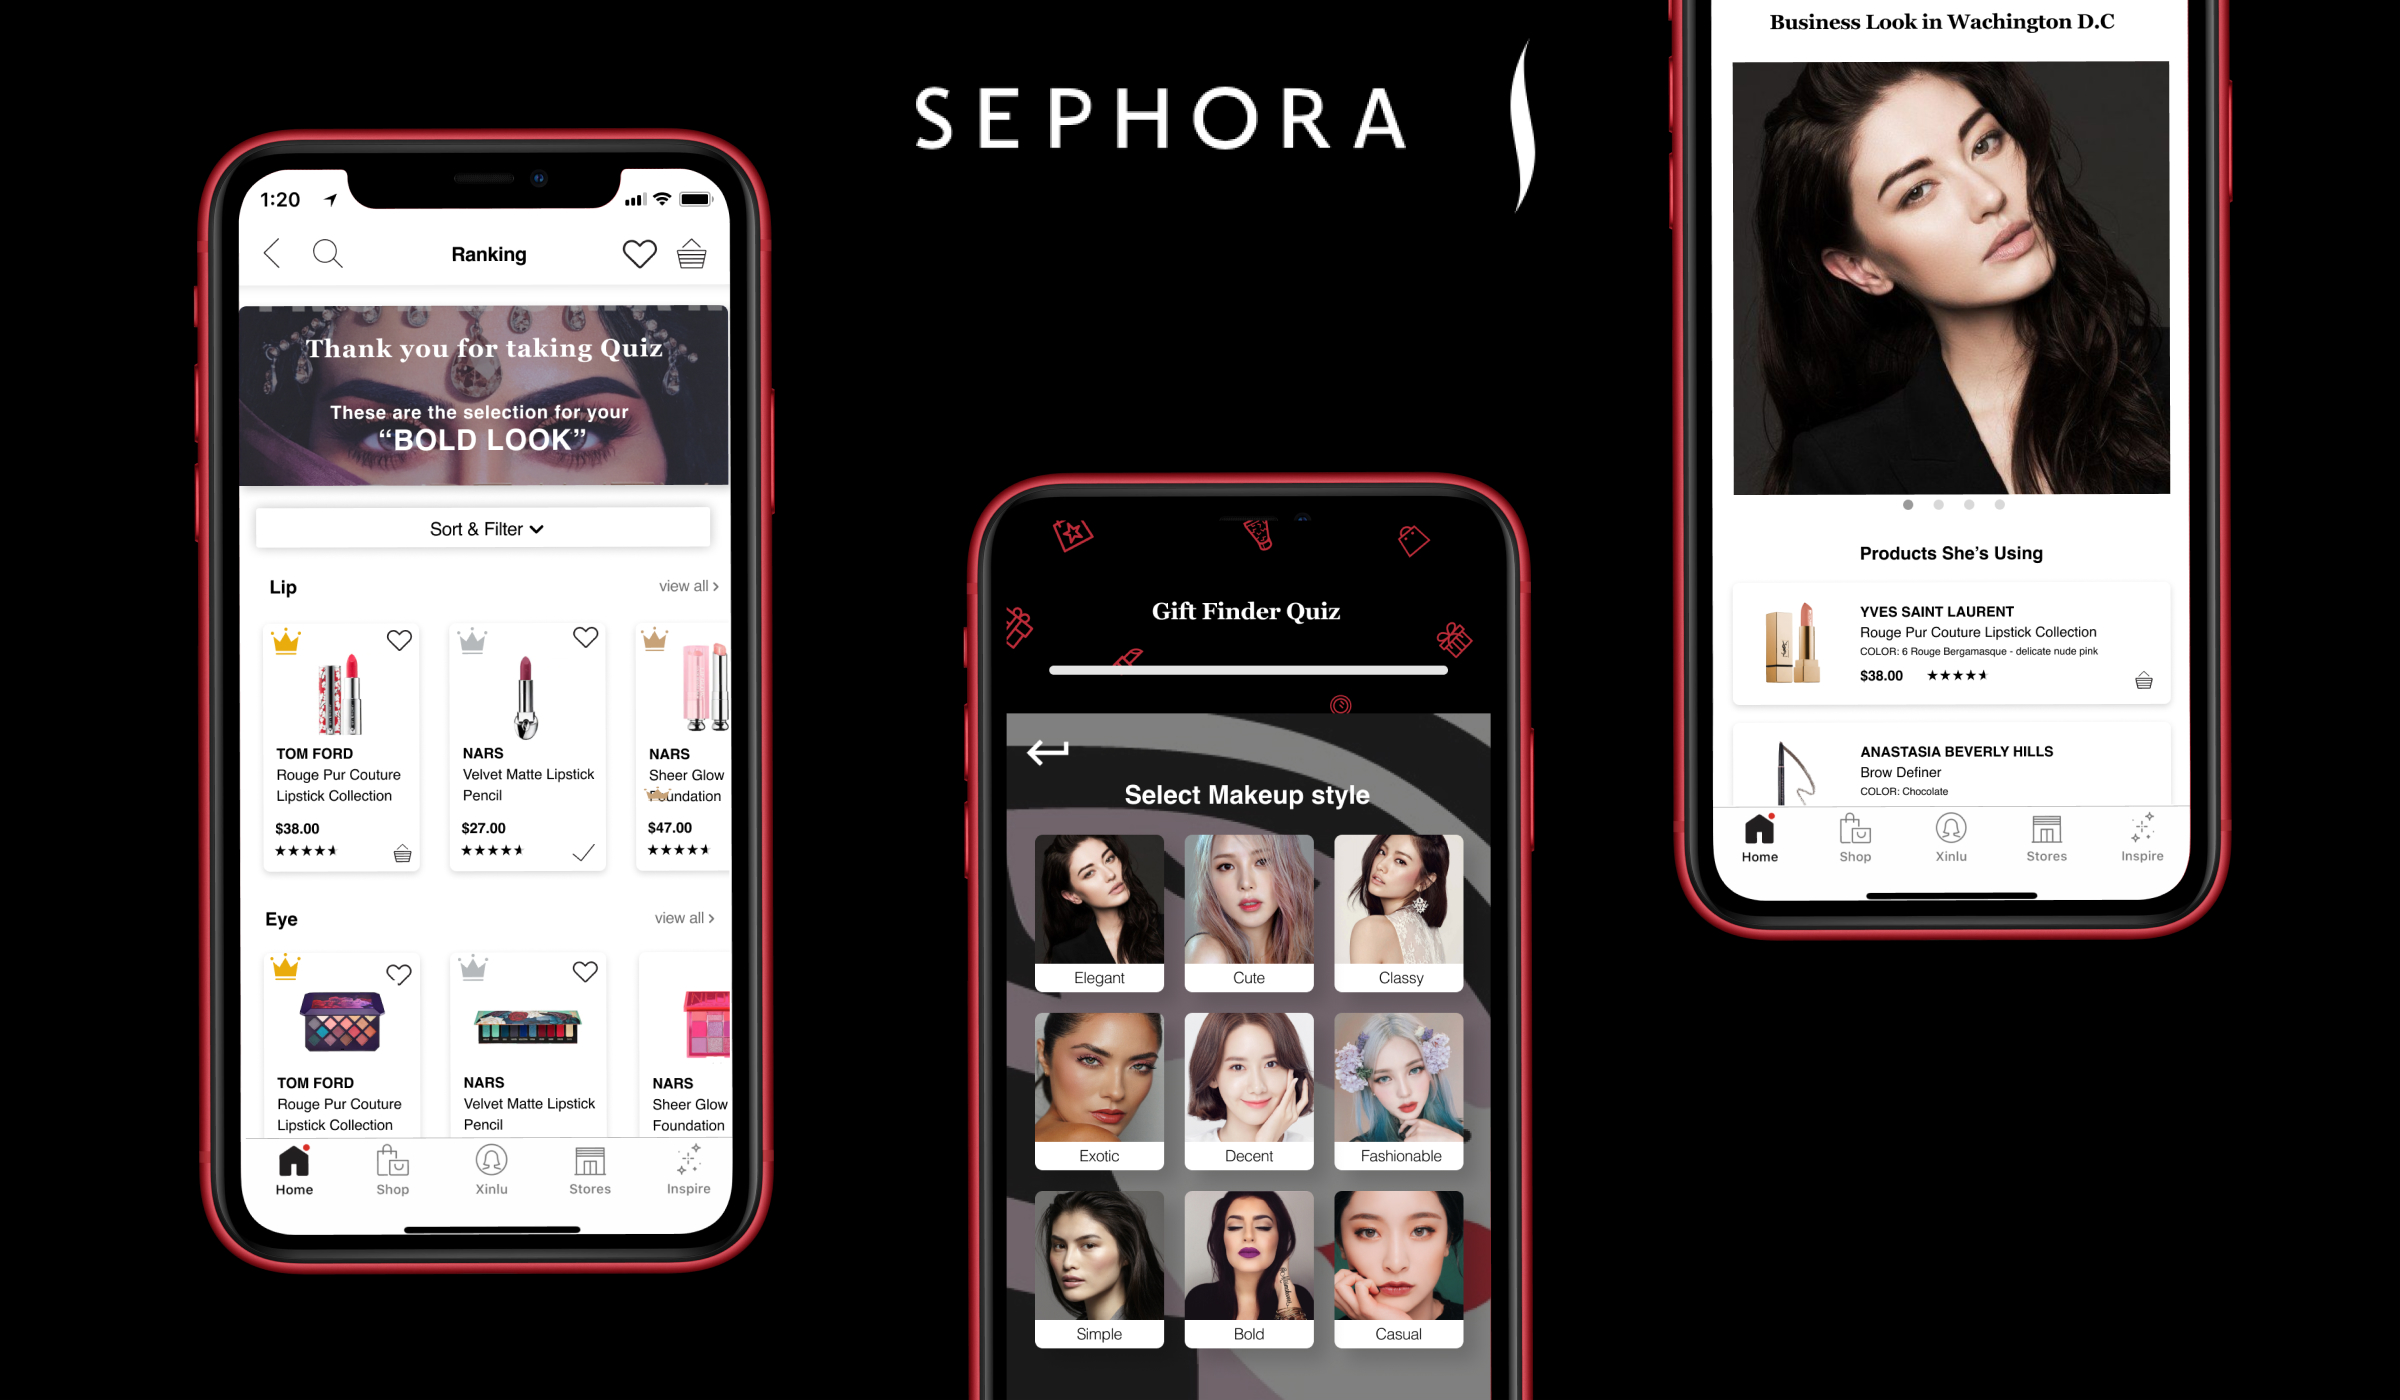 SEPHORA
1:20
Ranking
Thank you for taking Quiz
These are the selection for your
“BOLD LOOK”
Sort & Filter
Lip
view all
TOM FORD
Rouge Pur Couture
Lipstick Collection
$38.00
NARS
Velvet Matte Lipstick
Pencil
$27.00
NARS
Sheer Glow
Foundation
$47.00
Eye
view all
TOM FORD
Rouge Pur Couture
Lipstick Collection
NARS
Velvet Matte Lipstick
Pencil
NARS
Sheer Glow
Foundation
Home
Shop
Xinlu
Stores
Inspire
Gift Finder Quiz
Select Makeup style
Elegant
Cute
Classy
Exotic
Decent
Fashionable
Simple
Bold
Casual
Business Look in Wachington D.C
Products She’s Using
YVES SAINT LAURENT
Rouge Pur Couture Lipstick Collection
COLOR: 6 Rouge Bergamasque - delicate nude pink
$38.00
ANASTASIA BEVERLY HILLS
Brow Definer
COLOR: Chocolate
Home
Shop
Xinlu
Stores
Inspire